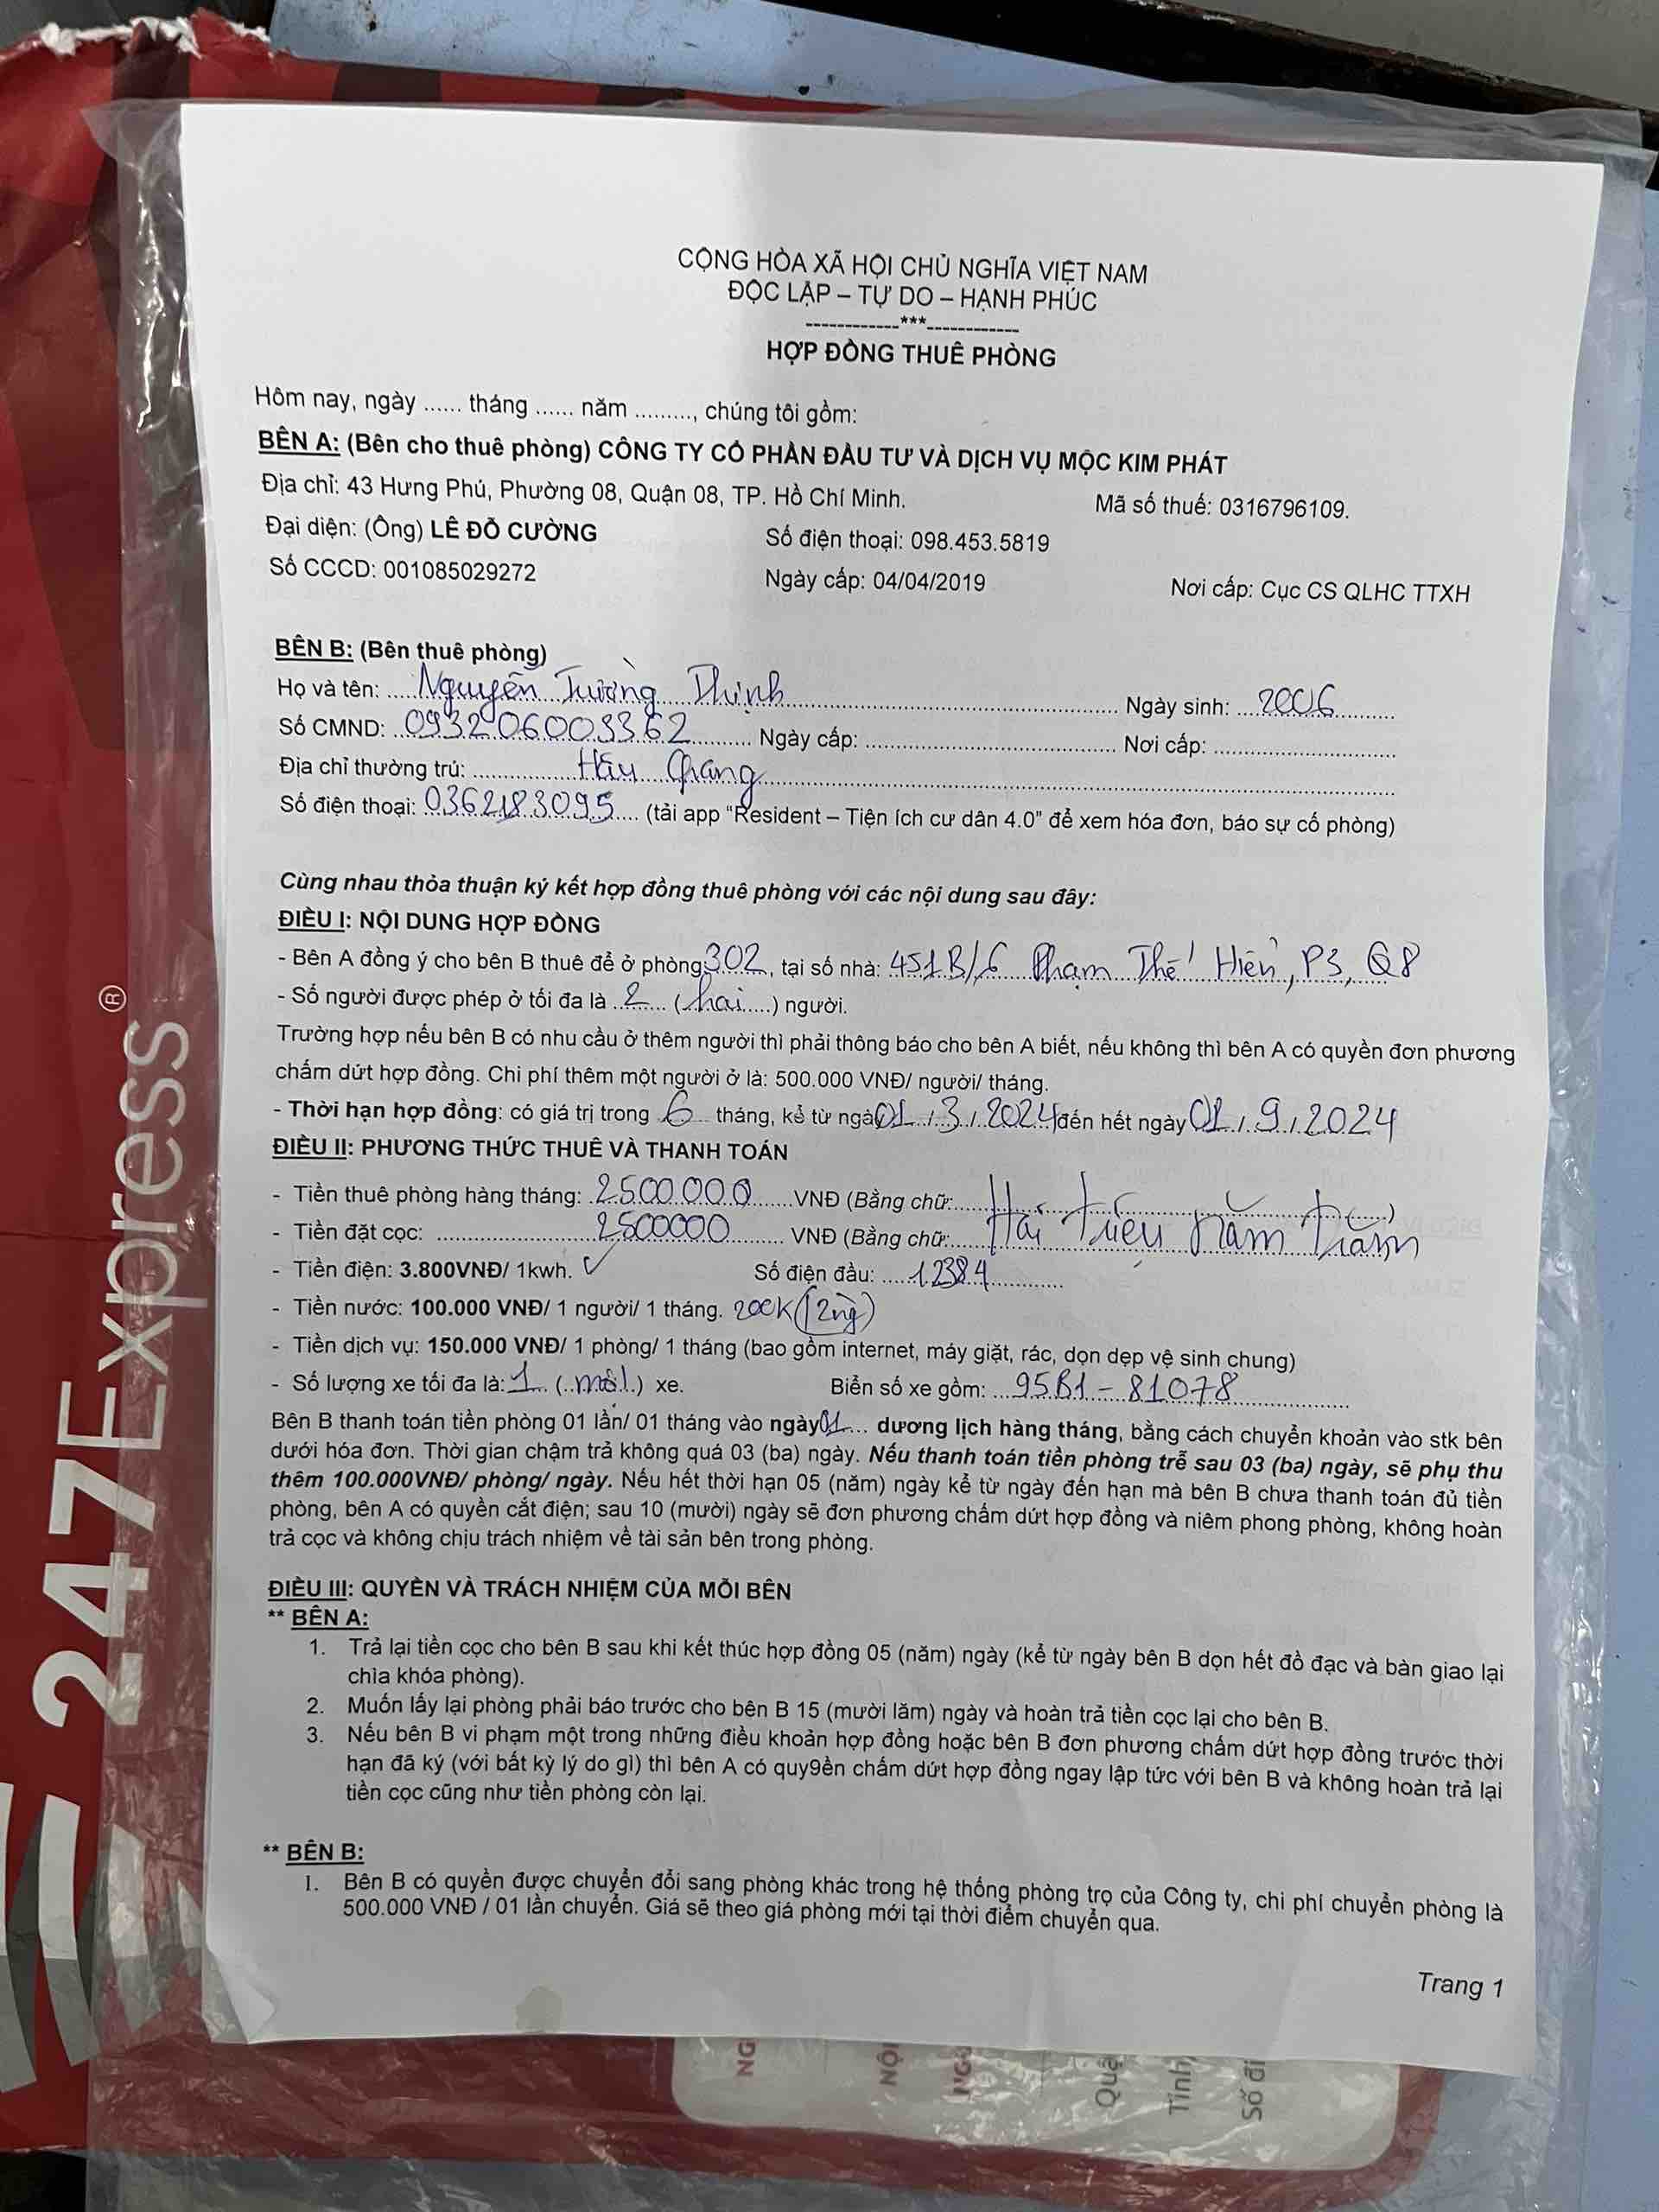 CỘNG HÒA XÃ HỘI CHỦ NGHĨA VIỆT NAM
ĐỘC LẬP – TỰ DO – HẠNH PHÚC
------------***------------
HỢP ĐỒNG THUÊ PHÒNG
Hôm nay, ngày ...... tháng ...... năm ........., chúng tôi gồm:
BÊN A: (Bên cho thuê phòng) CÔNG TY CỔ PHẦN ĐẦU TƯ VÀ DỊCH VỤ MỘC KIM PHÁT
Địa chỉ: 43 Hưng Phú, Phường 08, Quận 08, TP. Hồ Chí Minh. Mã số thuế: 0316796109.
Đại diện: (Ông) LÊ ĐỖ CƯỜNG Số điện thoại: 098.453.5819
Số CCCD: 001085029272 Ngày cấp: 04/04/2019 Nơi cấp: Cục CS QLHC TTXH
BÊN B: (Bên thuê phòng)
Họ và tên: Nguyễn Tường Thịnh Ngày sinh: 2006
Số CMND: 093206003362 Ngày cấp: Nơi cấp:
Địa chỉ thường trú: Hậu Giang
Số điện thoại: 0362183095 (tải app "Resident – Tiện ích cư dân 4.0" để xem hóa đơn, báo sự cố phòng)
Cùng nhau thỏa thuận ký kết hợp đồng thuê phòng với các nội dung sau đây:
ĐIỀU I: NỘI DUNG HỢP ĐỒNG
- Bên A đồng ý cho bên B thuê để ở phòng 302, tại số nhà: 451B/6 Phạm Thế Hiển, P3, Q8
- Số người được phép ở tối đa là 2 (hai) người.
Trường hợp nếu bên B có nhu cầu ở thêm người thì phải thông báo cho bên A biết, nếu không thì bên A có quyền đơn phương
chấm dứt hợp đồng. Chi phí thêm một người ở là: 500.000 VNĐ/ người/ tháng.
- Thời hạn hợp đồng: có giá trị trong 6 tháng, kể từ ngày 01/3/2024 đến hết ngày 01/9/2024
ĐIỀU II: PHƯƠNG THỨC THUÊ VÀ THANH TOÁN
- Tiền thuê phòng hàng tháng: 2500.000 VNĐ (Bằng chữ: )
- Tiền đặt cọc: 2500000 VNĐ (Bằng chữ: Hai triệu năm trăm
- Tiền điện: 3.800VNĐ/ 1kwh. ✓ Số điện đầu: 12384
- Tiền nước: 100.000 VNĐ/ 1 người/ 1 tháng. 200K (2ng)
- Tiền dịch vụ: 150.000 VNĐ/ 1 phòng/ 1 tháng (bao gồm internet, máy giặt, rác, dọn dẹp vệ sinh chung)
- Số lượng xe tối đa là: 1 (một) xe. Biển số xe gồm: 95B1 - 81078
Bên B thanh toán tiền phòng 01 lần/ 01 tháng vào ngày 01 dương lịch hàng tháng, bằng cách chuyển khoản vào stk bên
dưới hóa đơn. Thời gian chậm trả không quá 03 (ba) ngày. Nếu thanh toán tiền phòng trễ sau 03 (ba) ngày, sẽ phụ thu
thêm 100.000VNĐ/ phòng/ ngày. Nếu hết thời hạn 05 (năm) ngày kể từ ngày đến hạn mà bên B chưa thanh toán đủ tiền
phòng, bên A có quyền cắt điện; sau 10 (mười) ngày sẽ đơn phương chấm dứt hợp đồng và niêm phong phòng, không hoàn
trả cọc và không chịu trách nhiệm về tài sản bên trong phòng.
ĐIỀU III: QUYỀN VÀ TRÁCH NHIỆM CỦA MỖI BÊN
** BÊN A:
1. Trả lại tiền cọc cho bên B sau khi kết thúc hợp đồng 05 (năm) ngày (kể từ ngày bên B dọn hết đồ đạc và bàn giao lại
chìa khóa phòng).
2. Muốn lấy lại phòng phải báo trước cho bên B 15 (mười lăm) ngày và hoàn trả tiền cọc lại cho bên B.
3. Nếu bên B vi phạm một trong những điều khoản hợp đồng hoặc bên B đơn phương chấm dứt hợp đồng trước thời
hạn đã ký (với bất kỳ lý do gì) thì bên A có quy9ền chấm dứt hợp đồng ngay lập tức với bên B và không hoàn trả lại
tiền cọc cũng như tiền phòng còn lại.
** BÊN B:
1. Bên B có quyền được chuyển đổi sang phòng khác trong hệ thống phòng trọ của Công ty, chi phí chuyển phòng là
500.000 VNĐ / 01 lần chuyển. Giá sẽ theo giá phòng mới tại thời điểm chuyển qua.
Trang 1
247Express®
NG
NỘI
Quậ
Tỉnh
Số đi